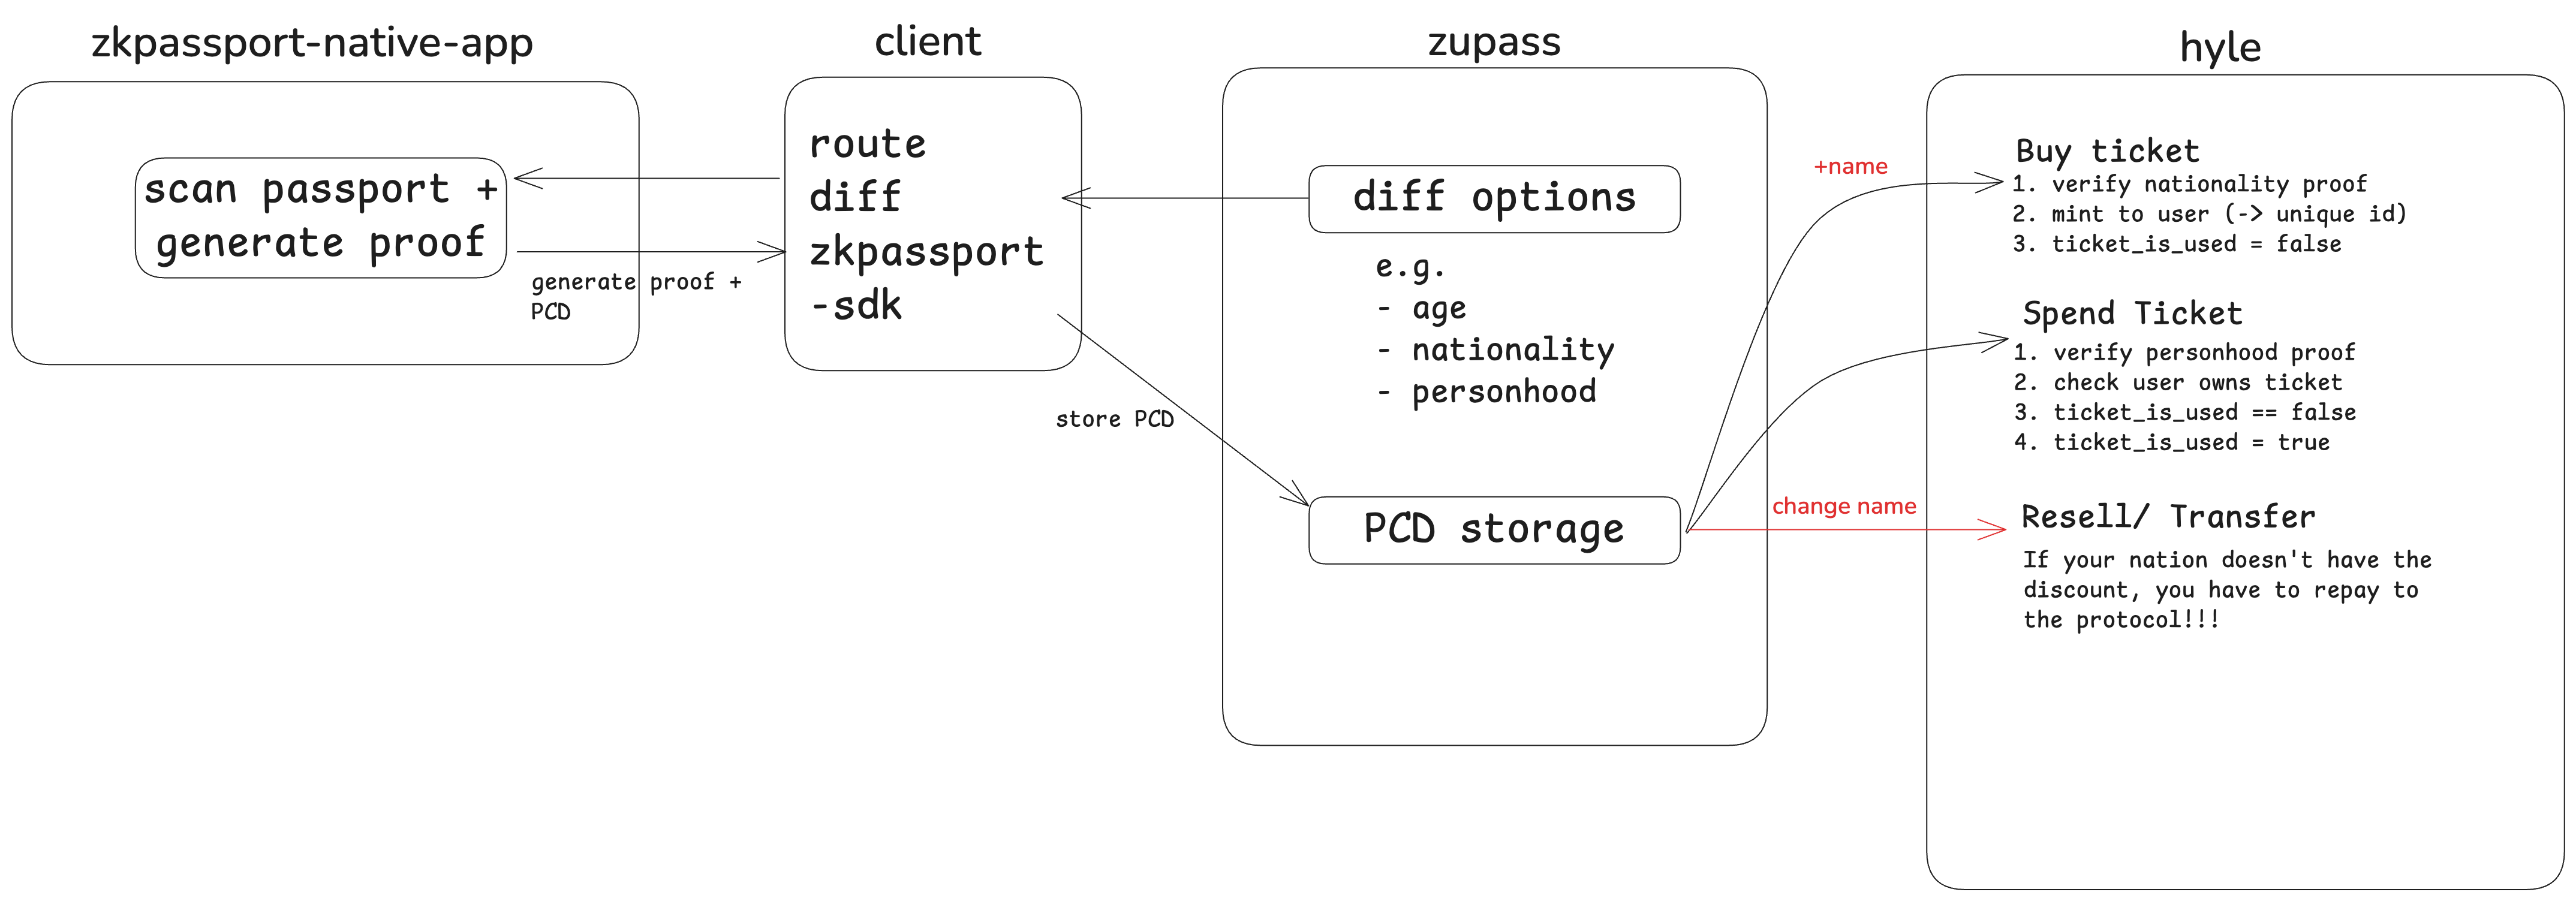 zkpassport-native-app
scan passport +
generate proof
generate proof +
PCD
client
route
diff
zkpassport
-sdk
store PCD
zupass
diff options
e.g.
- age
- nationality
- personhood
PCD storage
+name
change name
hyle
Buy ticket
1. verify nationality proof
2. mint to user (-> unique id)
3. ticket_is_used = false
Spend Ticket
1. verify personhood proof
2. check user owns ticket
3. ticket_is_used == false
4. ticket_is_used = true
Resell/ Transfer
If your nation doesn't have the
discount, you have to repay to
the protocol!!!